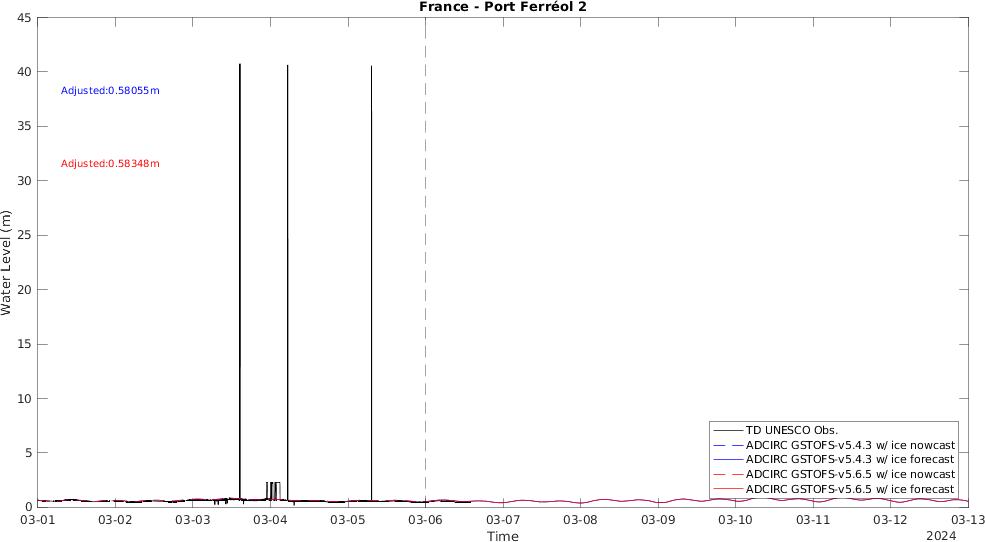 France - Port Ferréol 2
45
40
35
30
25
20
15
10
5
0
Water Level (m)
Adjusted:0.58055m
Adjusted:0.58348m
TD UNESCO Obs.
ADCIRC GSTOFS-v5.4.3 w/ ice nowcast
ADCIRC GSTOFS-v5.4.3 w/ ice forecast
ADCIRC GSTOFS-v5.6.5 w/ ice nowcast
ADCIRC GSTOFS-v5.6.5 w/ ice forecast
03-01 03-02 03-03 03-04 03-05 03-06 03-07 03-08 03-09 03-10 03-11 03-12 03-13
Time
2024